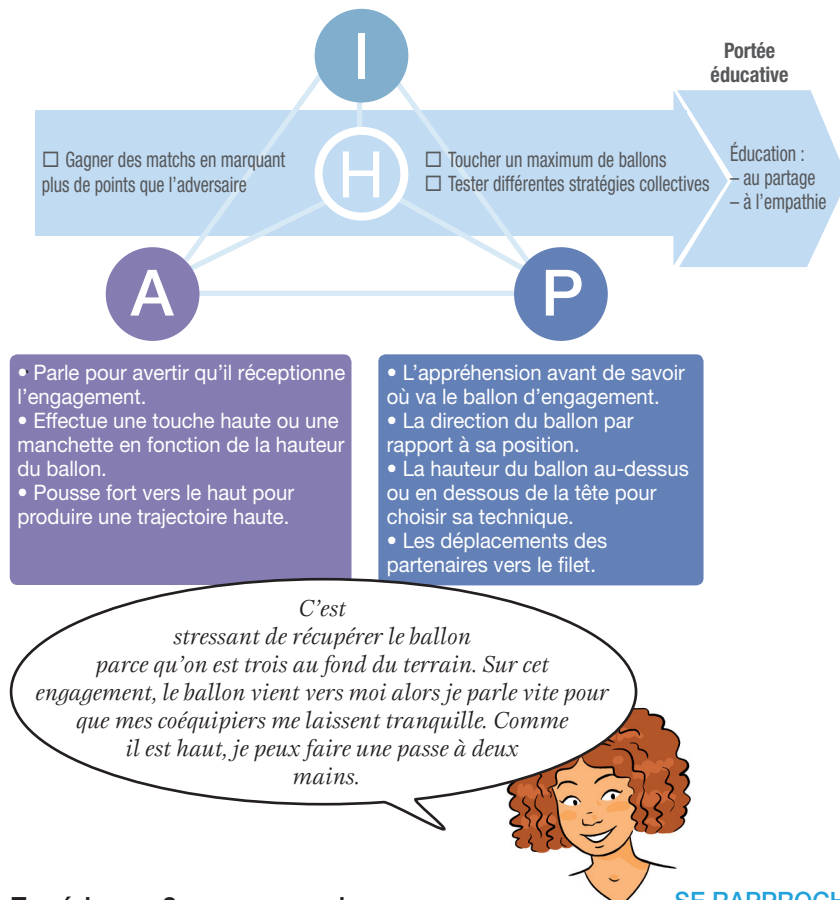 I
Portée
éducative
☐ Gagner des matchs en marquant
plus de points que l'adversaire
H
☐ Toucher un maximum de ballons
☐ Tester différentes stratégies collectives
Éducation :
– au partage
– à l'empathie
A
P
• Parle pour avertir qu'il réceptionne
l'engagement.
• Effectue une touche haute ou une
manchette en fonction de la hauteur
du ballon.
• Pousse fort vers le haut pour
produire une trajectoire haute.
• L'appréhension avant de savoir
où va le ballon d'engagement.
• La direction du ballon par
rapport à sa position.
• La hauteur du ballon au-dessus
ou en dessous de la tête pour
choisir sa technique.
• Les déplacements des
partenaires vers le filet.
C'est
stressant de récupérer le ballon
parce qu'on est trois au fond du terrain. Sur cet
engagement, le ballon vient vers moi alors je parle vite pour
que mes coéquipiers me laissent tranquille. Comme
il est haut, je peux faire une passe à deux
mains.
SE RAPPROCH